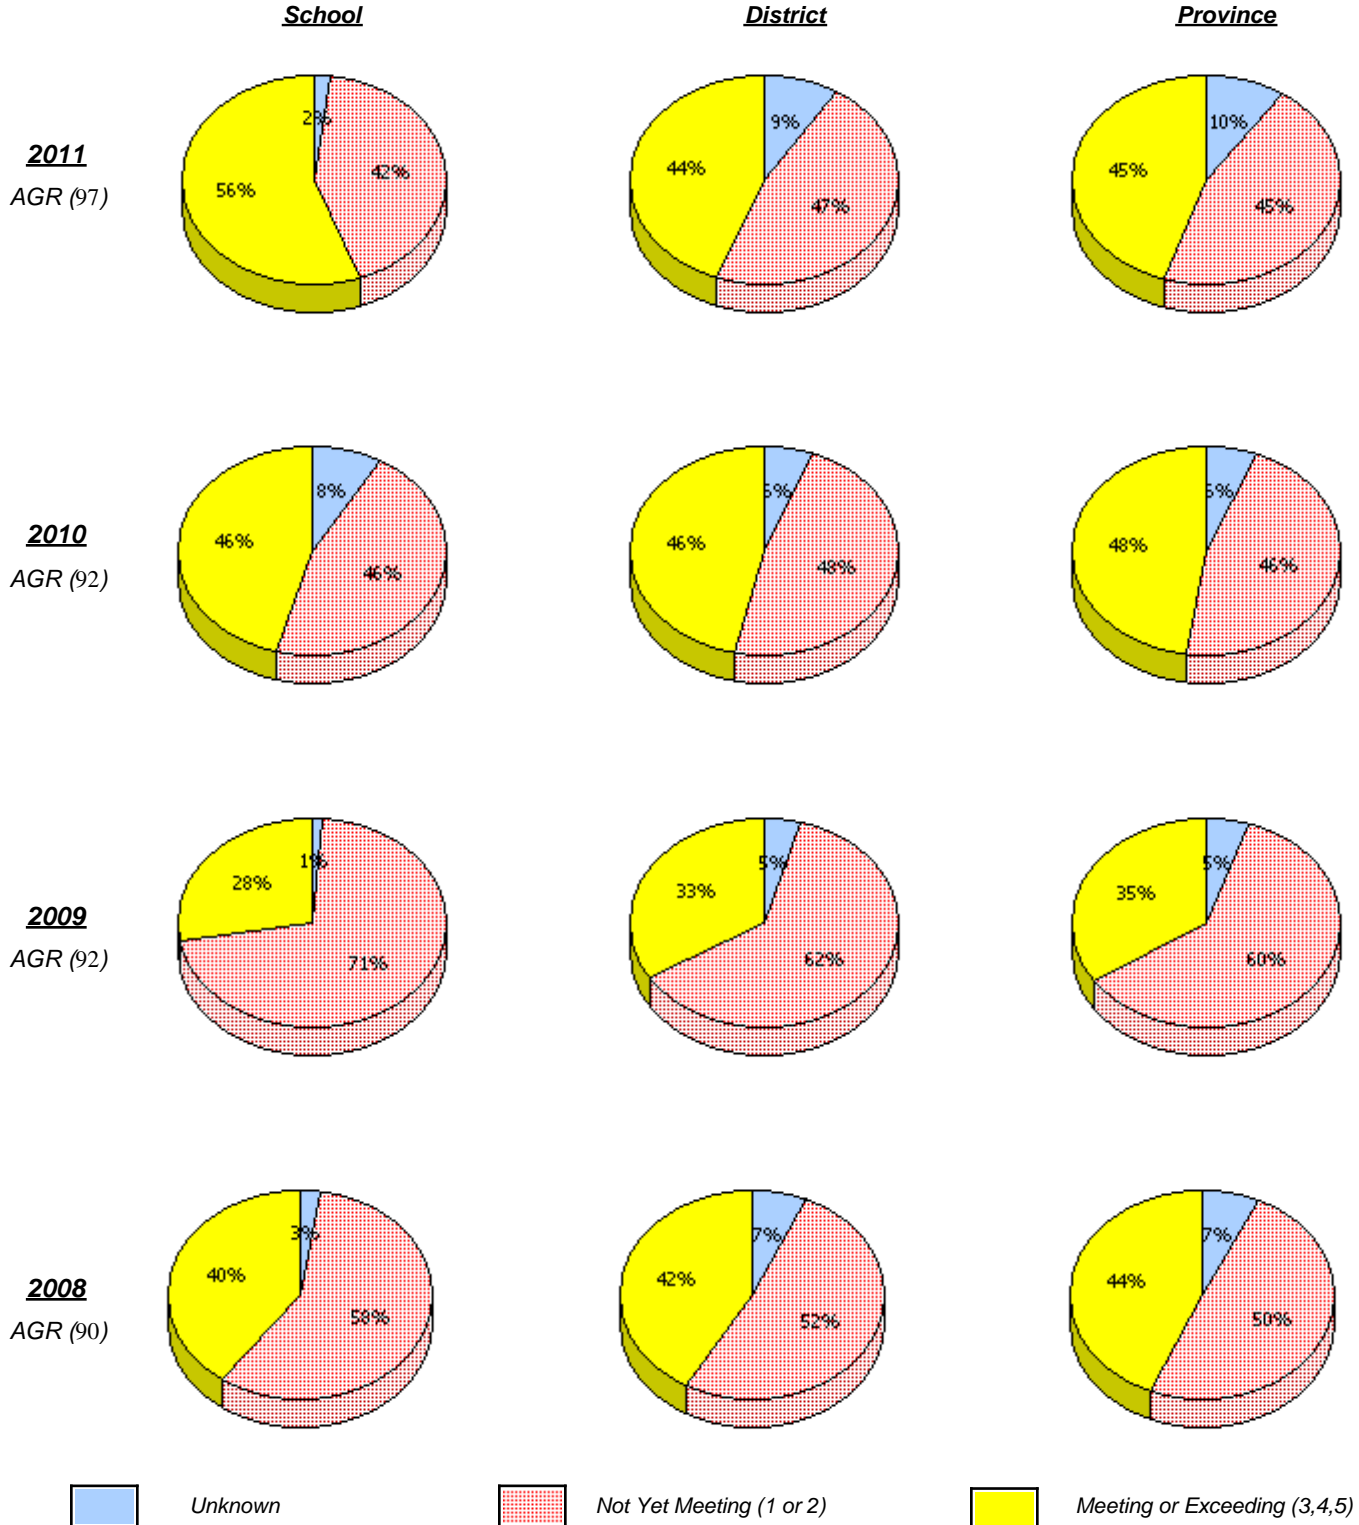 School District Province
2011
AGR (97)
2% 42% 56%
9% 47% 44%
10% 45% 45%
2010
AGR (92)
8% 46% 46%
48% 46%
46% 48%
2009
AGR (92)
1% 71% 28%
5% 62% 33%
5% 60% 35%
2008
AGR (90)
3% 58% 40%
7% 52% 42%
7% 50% 44%
Unknown Not Yet Meeting (1 or 2) Meeting or Exceeding (3,4,5)